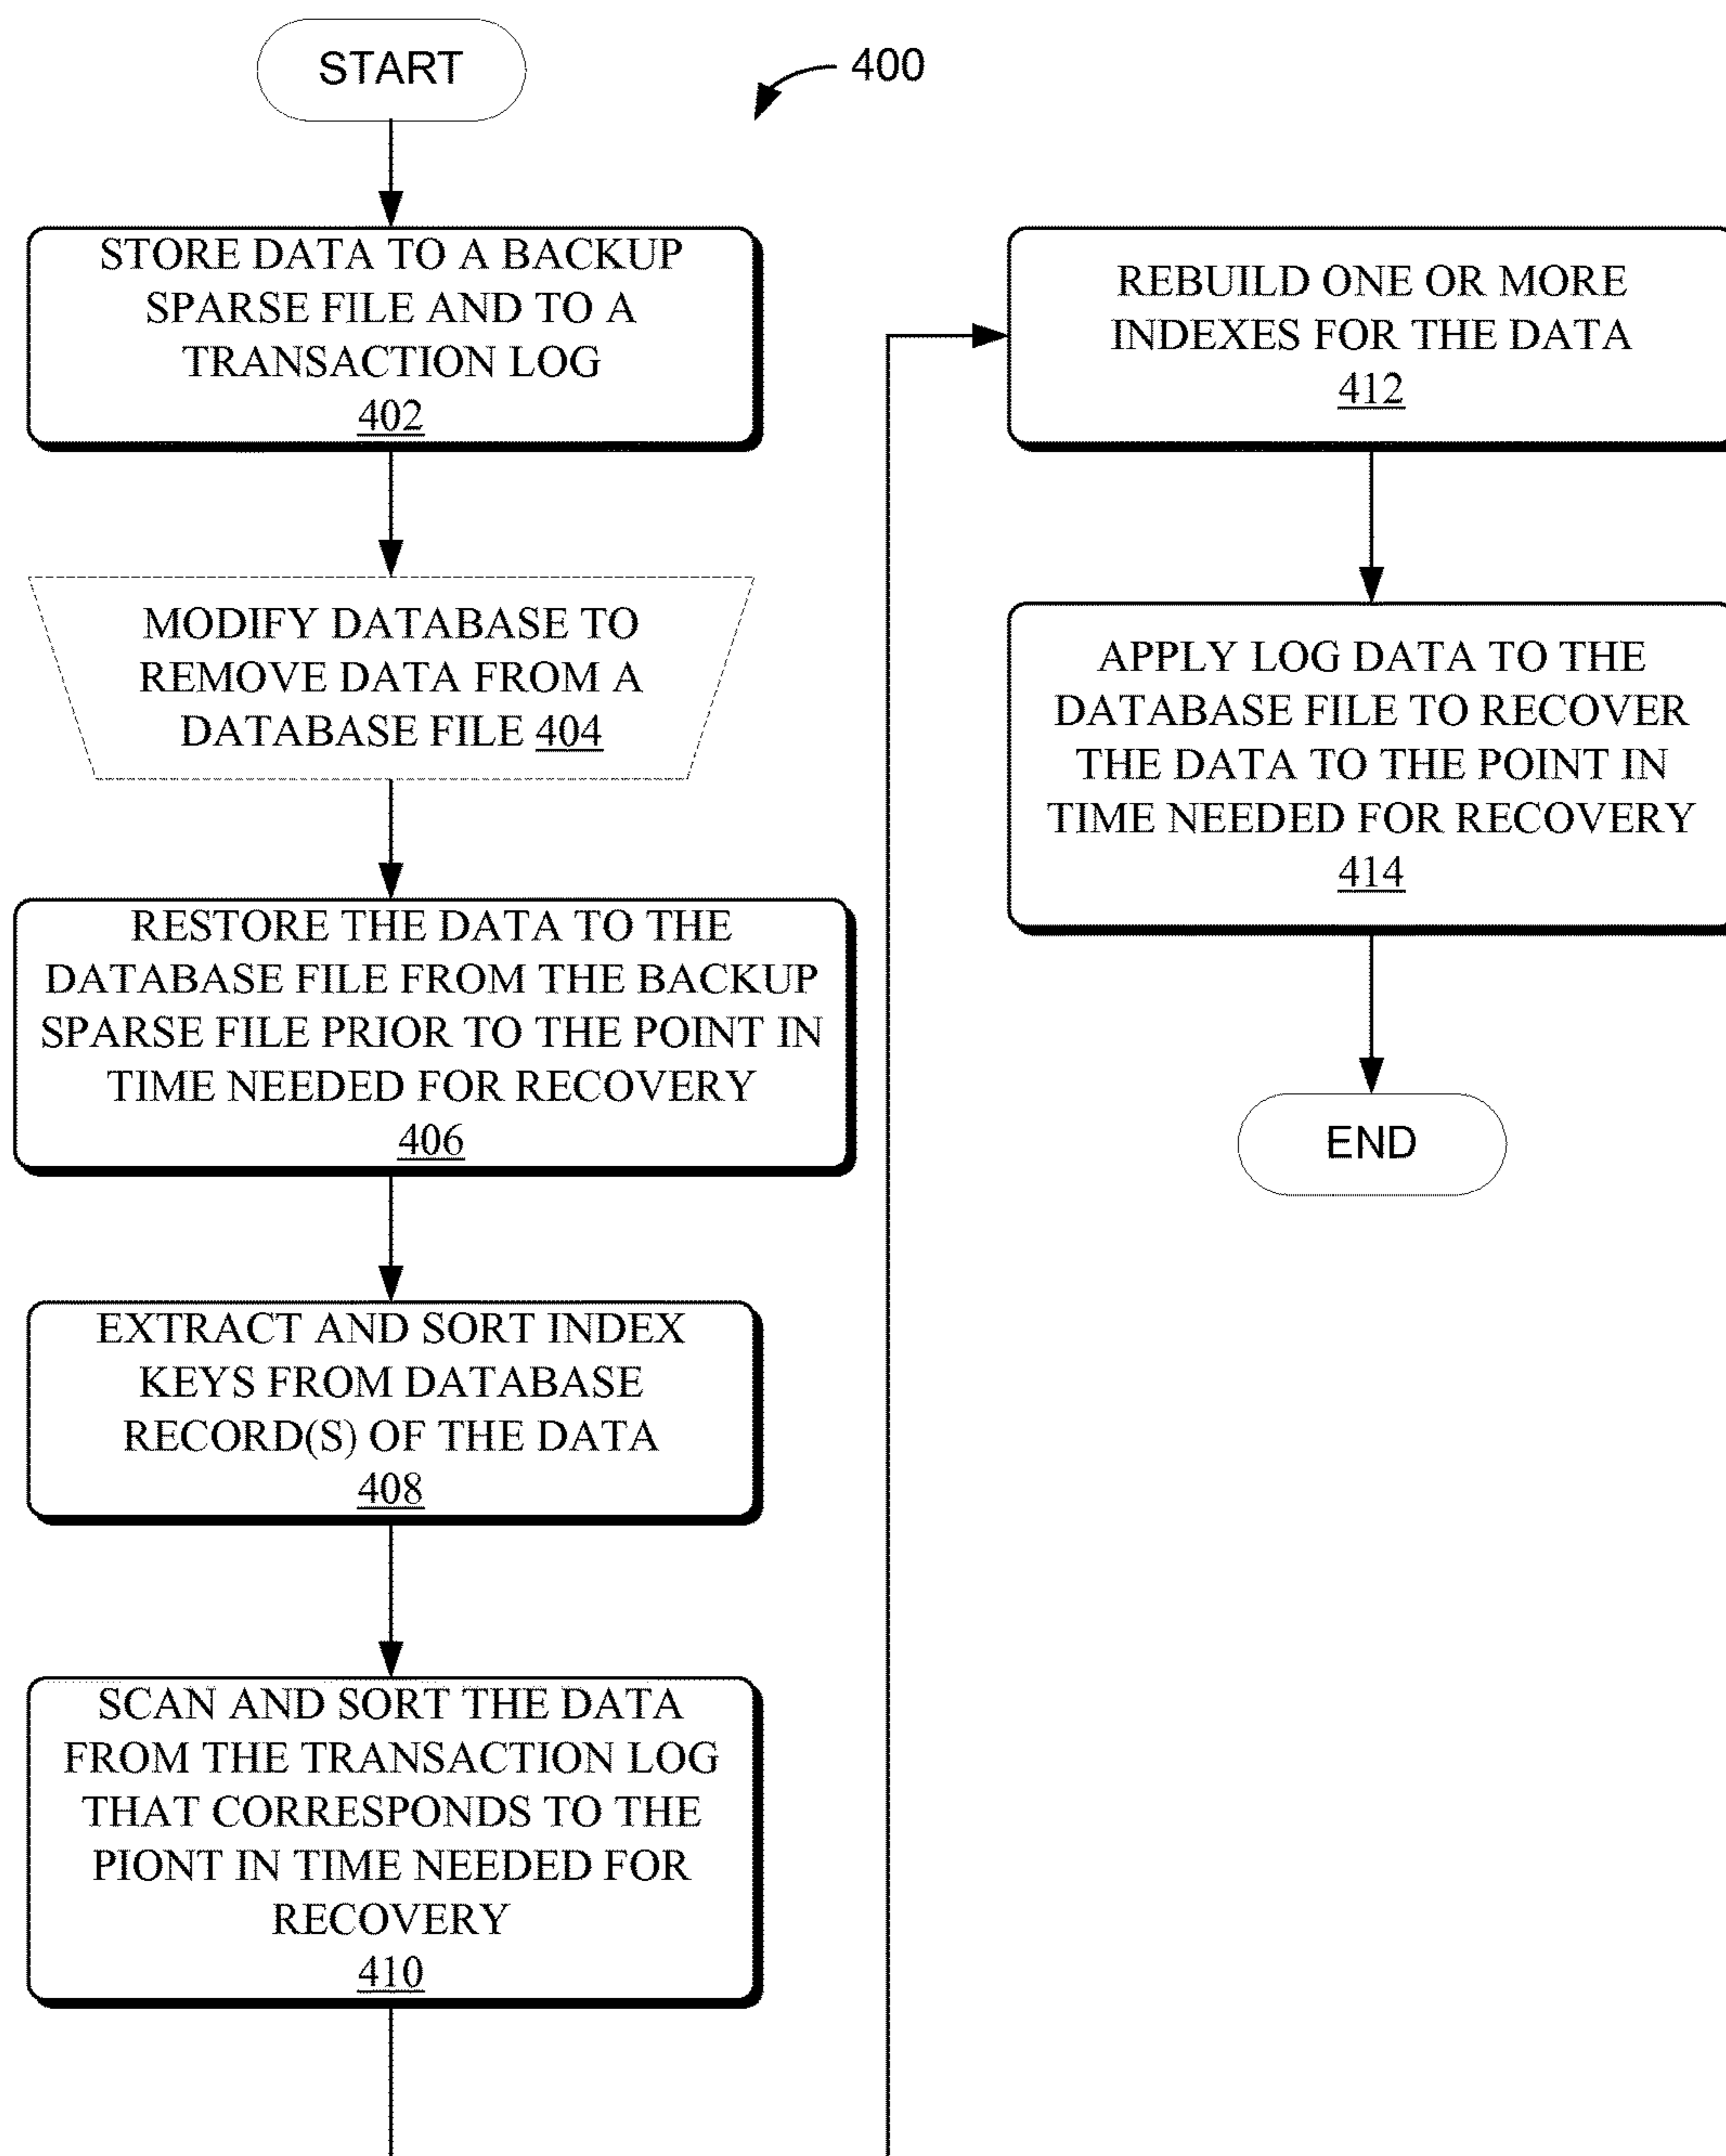 START
400
STORE DATA TO A BACKUP
SPARSE FILE AND TO A
TRANSACTION LOG
402
MODIFY DATABASE TO
REMOVE DATA FROM A
DATABASE FILE 404
RESTORE THE DATA TO THE
DATABASE FILE FROM THE BACKUP
SPARSE FILE PRIOR TO THE POINT IN
TIME NEEDED FOR RECOVERY
406
EXTRACT AND SORT INDEX
KEYS FROM DATABASE
RECORD(S) OF THE DATA
408
SCAN AND SORT THE DATA
FROM THE TRANSACTION LOG
THAT CORRESPONDS TO THE
PIONT IN TIME NEEDED FOR
RECOVERY
410
REBUILD ONE OR MORE
INDEXES FOR THE DATA
412
APPLY LOG DATA TO THE
DATABASE FILE TO RECOVER
THE DATA TO THE POINT IN
TIME NEEDED FOR RECOVERY
414
END